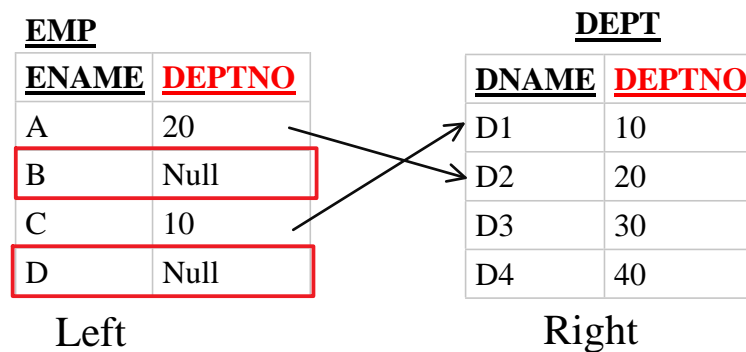 EMP
ENAME DEPTNO
A 20
B Null
C 10
D Null
Left
DEPT
DNAME DEPTNO
D1 10
D2 20
D3 30
D4 40
Right